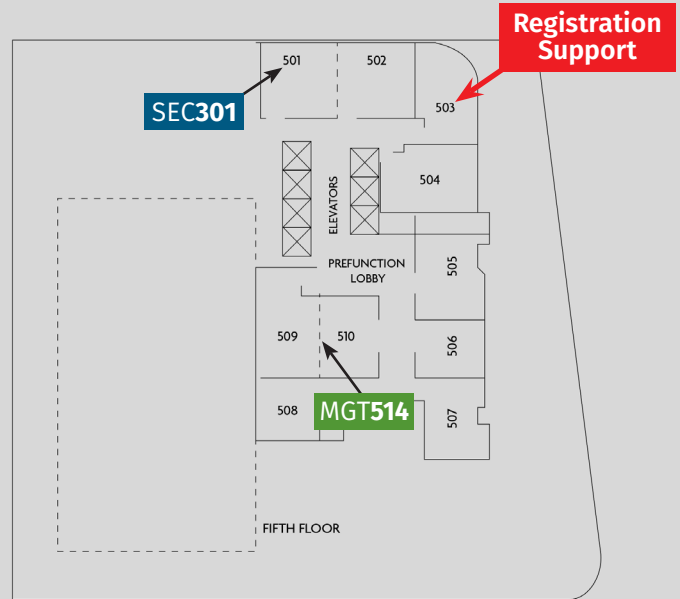 Registration
Support
501
502
503
SEC301
504
ELEVATORS
PREFUNCTION
LOBBY
505
509
510
506
508
MGT514
507
FIFTH FLOOR